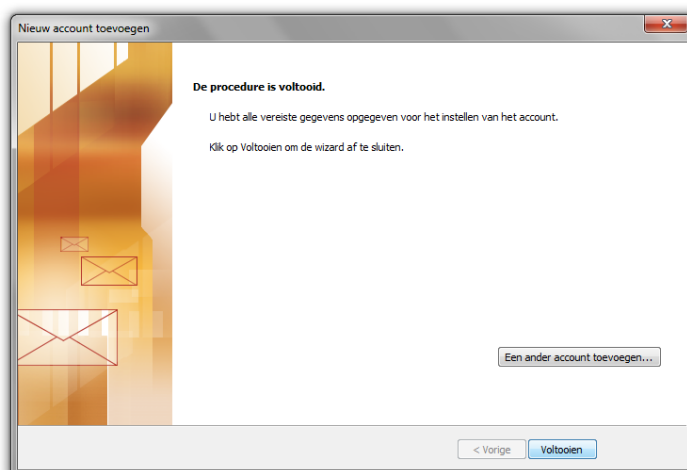 Nieuw account toevoegen
De procedure is voltooid.
U hebt alle vereiste gegevens opgegeven voor het instellen van het account.
Klik op Voltooien om de wizard af te sluiten.
Een ander account toevoegen...
< Vorige
Voltooien